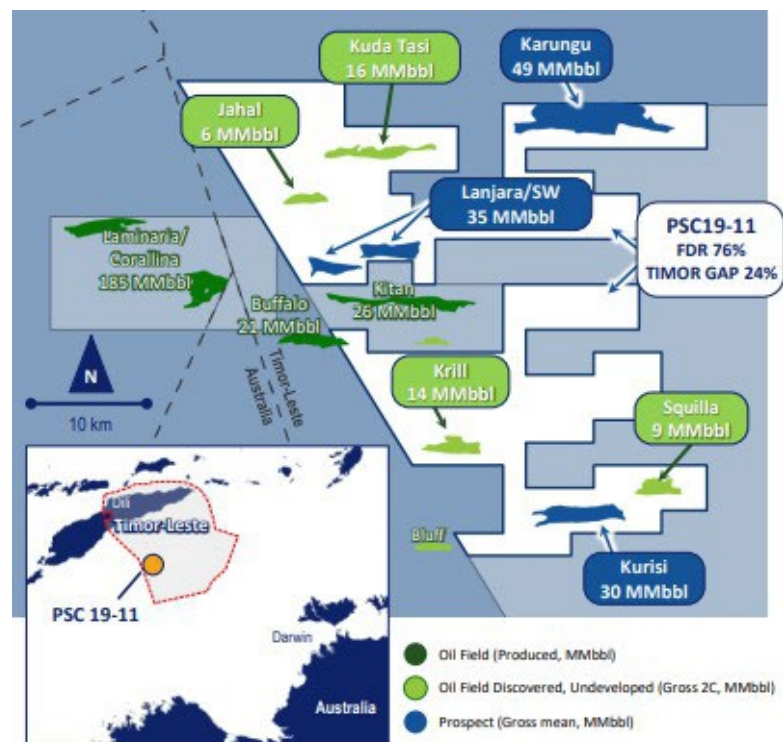 Kuda Tasi
16 MMbbl
Karungu
49 MMbbl
Jahal
6 MMbbl
Lanjara/SW
35 MMbbl
PSC19-11
FDR 76%
TIMOR GAP 24%
Laminaria/
Corallina
185 MMbbl
Buffalo
21 MMbbl
Kitan
26 MMbbl
Timor-Leste
Australia
N
10 km
Krill
14 MMbbl
Squilla
9 MMbbl
Bluff
Kurisi
30 MMbbl
Dili
Timor-Leste
PSC 19-11
Darwin
Australia
Oil Field (Produced, MMbbl)
Oil Field Discovered, Undeveloped (Gross 2C, MMbbl)
Prospect (Gross mean, MMbbl)